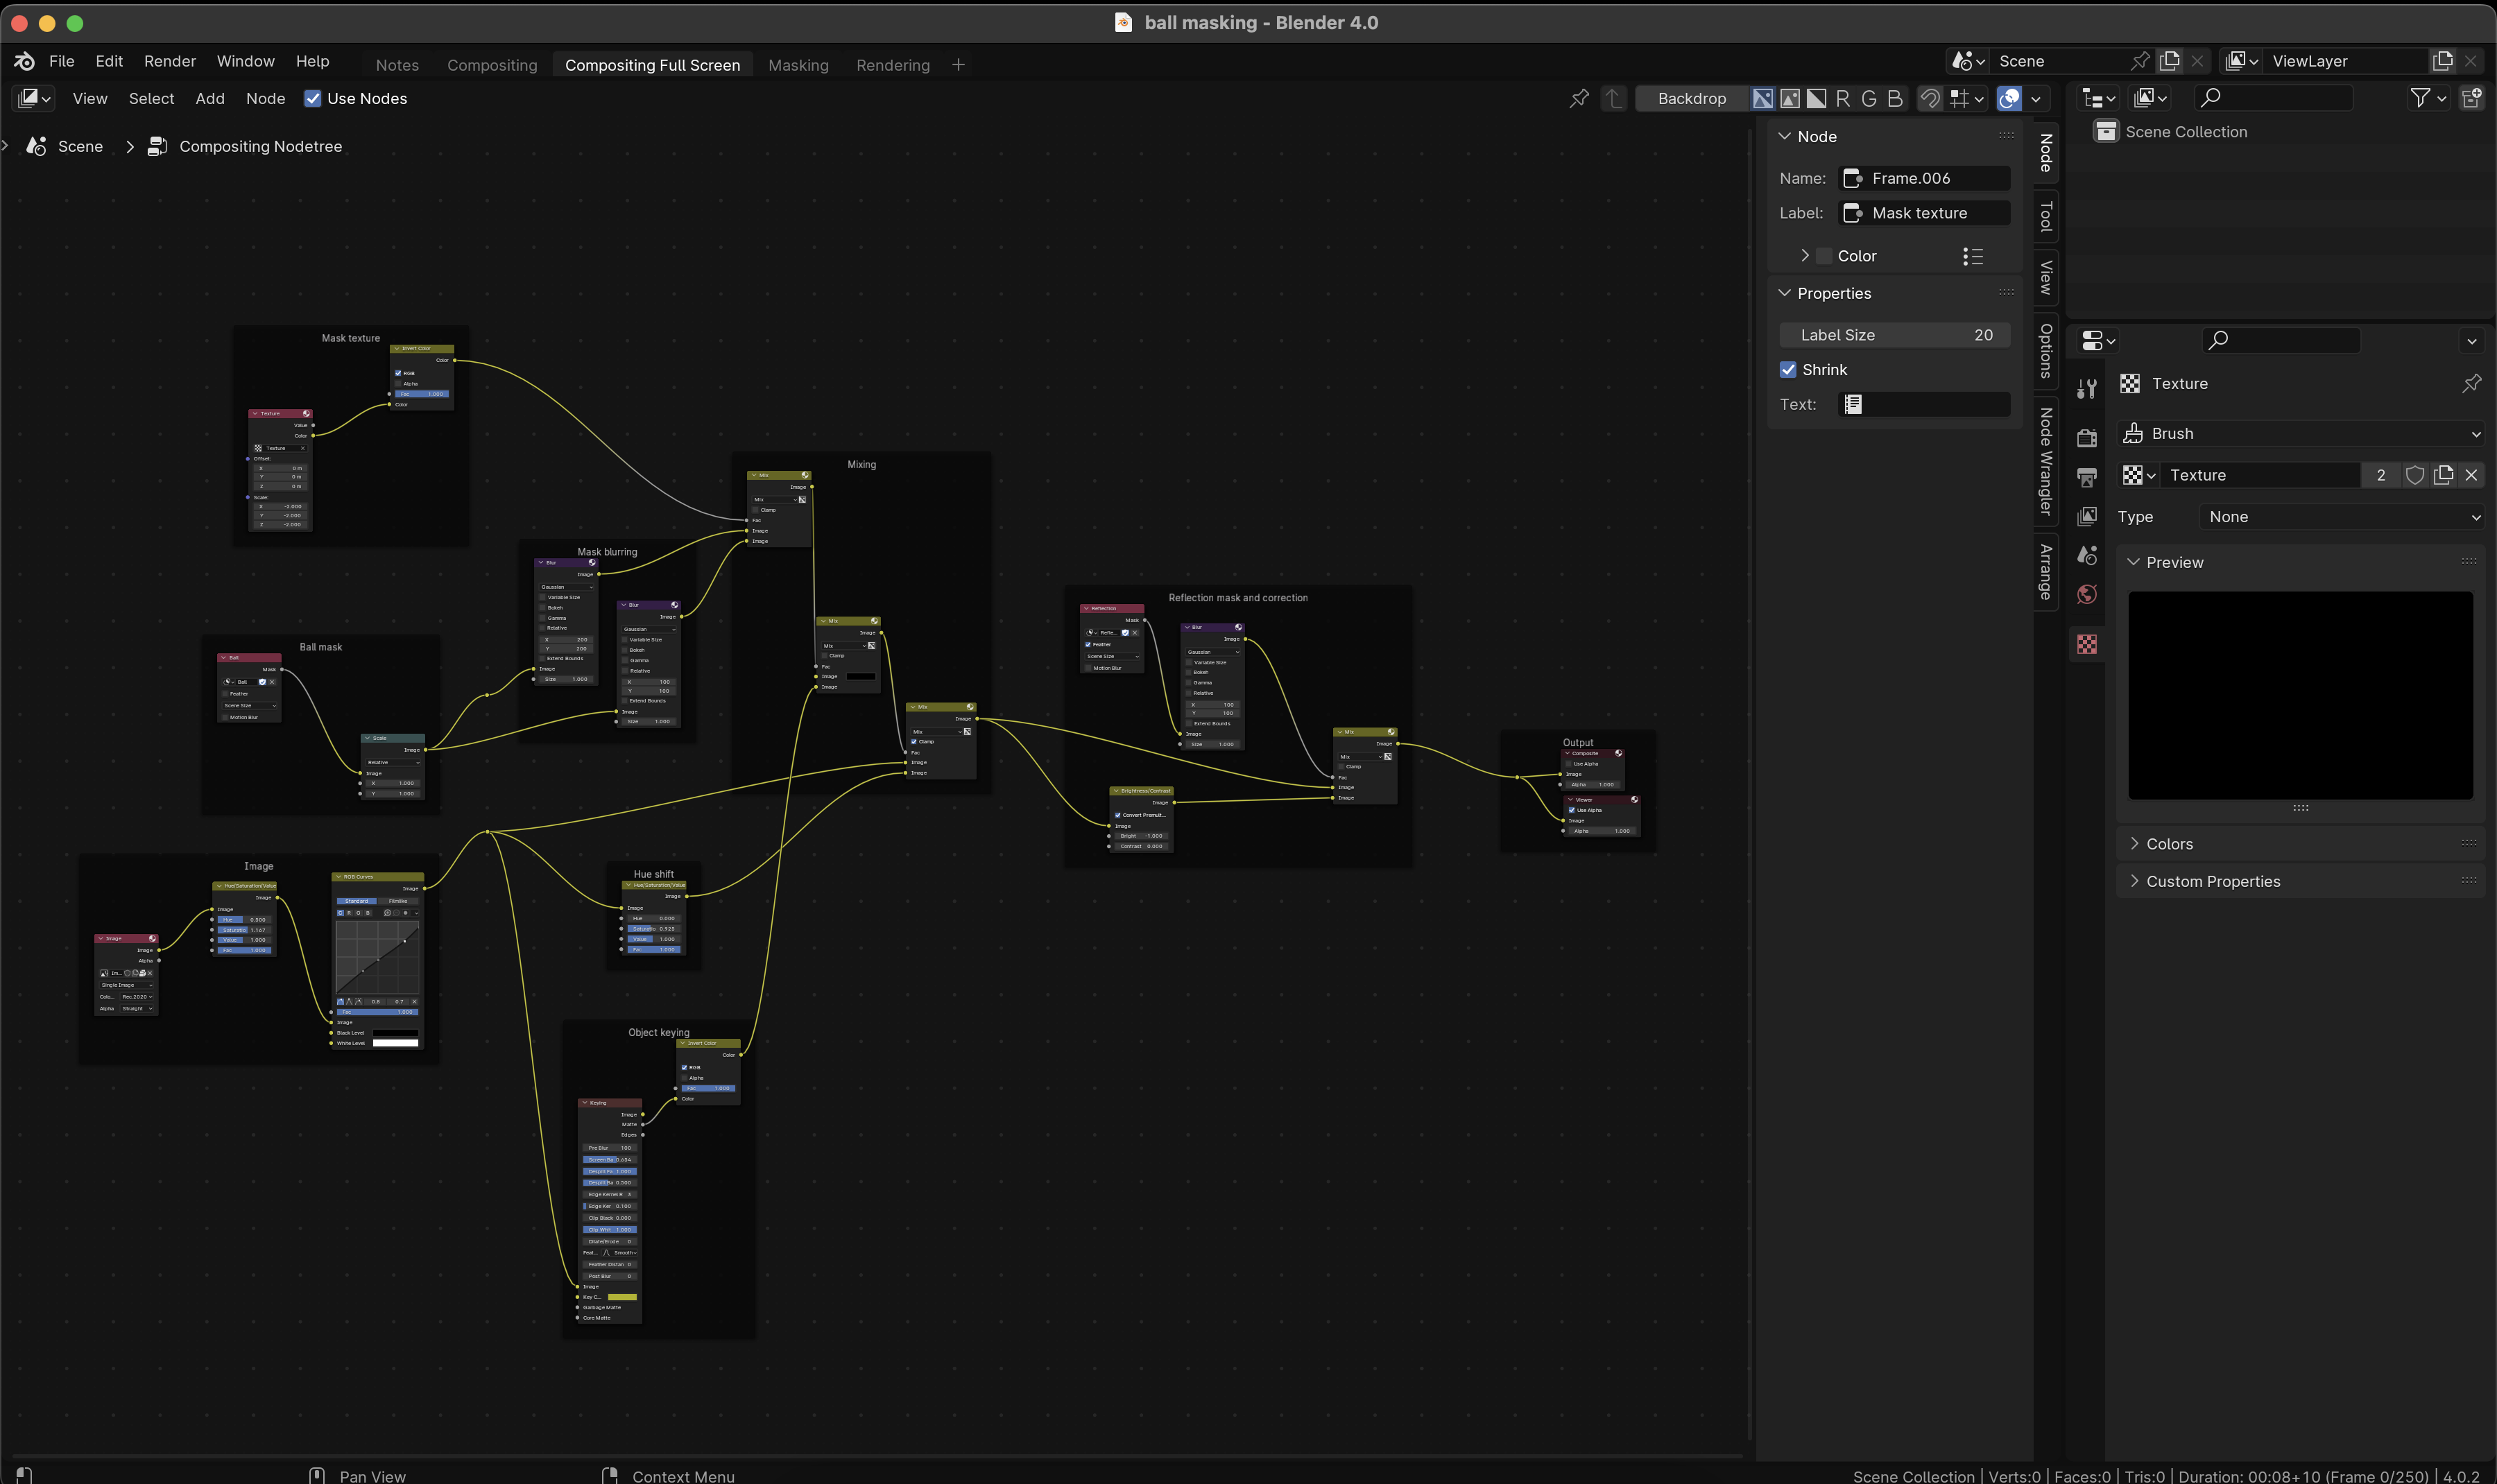 ball masking - Blender 4.0
File Edit Render Window Help Notes Compositing Compositing Full Screen Masking Rendering + Scene ViewLayer
View Select Add Node Use Nodes Backdrop R G B
Scene > Compositing Nodetree
Node
Name: Frame.006
Label: Mask texture
Color
Properties
Label Size 20
Shrink
Text:
Node
Tool
View
Options
Node Wrangler
Arrange
Scene Collection
Texture
Brush
Texture 2
Type None
Preview
Colors
Custom Properties
Mask texture
Invert Color
Color
RGB
Alpha
Fac 1.000
Color
Texture
Value
Color
Texture
Offset:
X 0 m
Y 0 m
Z 0 m
Scale:
X -2.000
Y -2.000
Z -2.000
Ball mask
Ball
Mask
Ball
Feather
Scene Size
Motion Blur
Scale
Image
Relative
Image
X 1.000
Y 1.000
Mask blurring
Blur
Image
Gaussian
Variable Size
Bokeh
Gamma
Relative
X 200
Y 200
Extend Bounds
Image
Size 1.000
Blur
Image
Gaussian
Variable Size
Bokeh
Gamma
Relative
X 100
Y 100
Extend Bounds
Image
Size 1.000
Mixing
Mix
Image
Mix
Clamp
Fac
Image
Image
Mix
Image
Mix
Clamp
Fac
Image
Image
Mix
Image
Mix
Clamp
Fac
Image
Image
Image
Image
Image
Alpha
Im...
Single Image
Colo... Rec.2020
Alpha Straight
Hue/Saturation/Value
Image
Image
Hue 0.500
Saturatio 1.167
Value 1.000
Fac 1.000
RGB Curves
Image
Standard Filmlike
C R G B
0.8 0.7
Fac 1.000
Image
Black Level
White Level
Hue shift
Hue/Saturation/Value
Image
Image
Hue 0.000
Saturatio 0.925
Value 1.000
Fac 1.000
Object keying
Invert Color
Color
RGB
Alpha
Fac 1.000
Color
Keying
Image
Matte
Edges
Pre Blur 100
Screen Ba 0.654
Despill Fa 1.000
Despill Ba 0.500
Edge Kernel R 3
Edge Ker 0.100
Clip Black 0.000
Clip Whit 1.000
Dilate/Erode 0
Feat... Smooth
Feather Distan 0
Post Blur 0
Image
Key C...
Garbage Matte
Core Matte
Reflection mask and correction
Reflection
Mask
Refle...
Feather
Scene Size
Motion Blur
Blur
Image
Gaussian
Variable Size
Bokeh
Gamma
Relative
X 100
Y 100
Extend Bounds
Image
Size 1.000
Brightness/Contrast
Image
Convert Premult...
Image
Bright -1.000
Contrast 0.000
Mix
Image
Mix
Clamp
Fac
Image
Image
Output
Composite
Use Alpha
Image
Alpha 1.000
Viewer
Use Alpha
Image
Alpha 1.000
Pan View Context Menu Scene Collection | Verts:0 | Faces:0 | Tris:0 | Duration: 00:08+10 (Frame 0/250) | 4.0.2